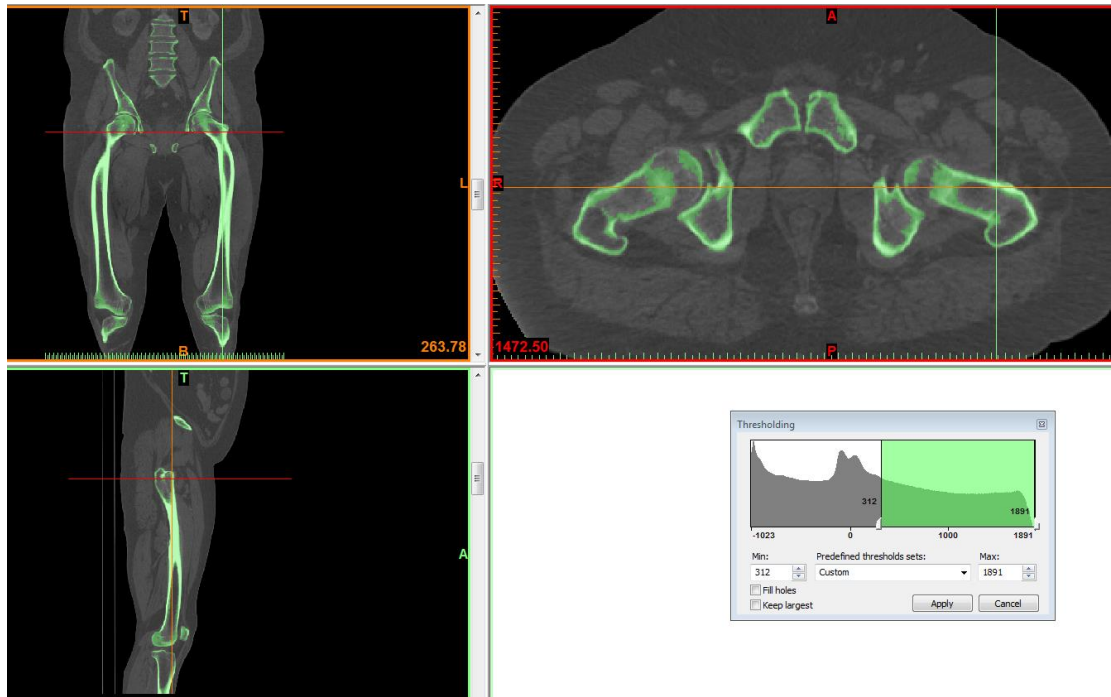 T
L
B
263.78
A
R
1472.50
P
T
A
Thresholding
312
1891
-1023 0 1000 1891
Min: Predefined thresholds sets: Max:
312 Custom 1891
Fill holes
Keep largest Apply Cancel